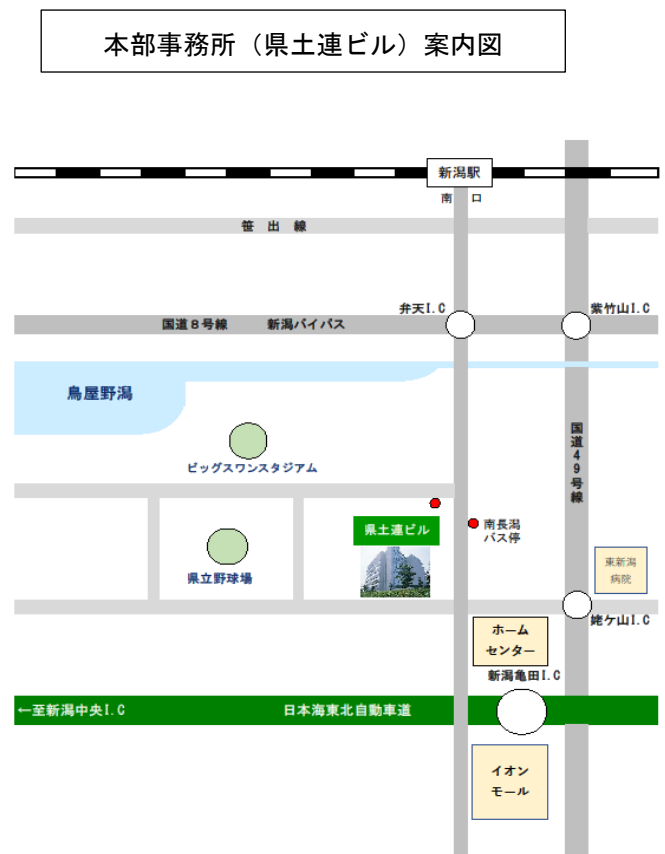 本部事務所（県土連ビル）案内図
新潟駅
南　口
笹　出　線
弁天I.C
紫竹山I.C
国道８号線　　新潟バイパス
鳥屋野潟
国道４９号線
ビッグスワンスタジアム
県土連ビル
南長潟
バス停
東新潟
病院
県立野球場
姥ケ山I.C
ホーム
センター
新潟亀田I.C
←至新潟中央I.C
日本海東北自動車道
イオン
モール